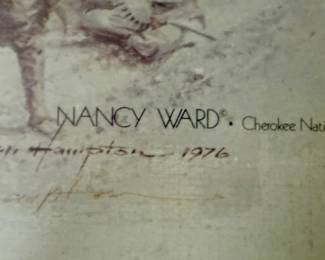 NANCY WARD © • Cherokee Nati
Hampton 1976